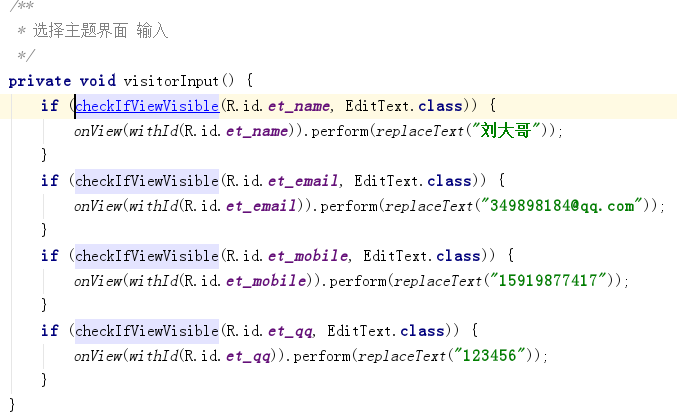 /**
 * 选择主题界面 输入
 */
private void visitorInput() {
    if (checkIfViewVisible(R.id.et_name, EditText.class)) {
        onView(withId(R.id.et_name)).perform(replaceText("刘大哥"));
    }
    if (checkIfViewVisible(R.id.et_email, EditText.class)) {
        onView(withId(R.id.et_email)).perform(replaceText("349898184@qq.com"));
    }
    if (checkIfViewVisible(R.id.et_mobile, EditText.class)) {
        onView(withId(R.id.et_mobile)).perform(replaceText("15919877417"));
    }
    if (checkIfViewVisible(R.id.et_qq, EditText.class)) {
        onView(withId(R.id.et_qq)).perform(replaceText("123456"));
    }
}